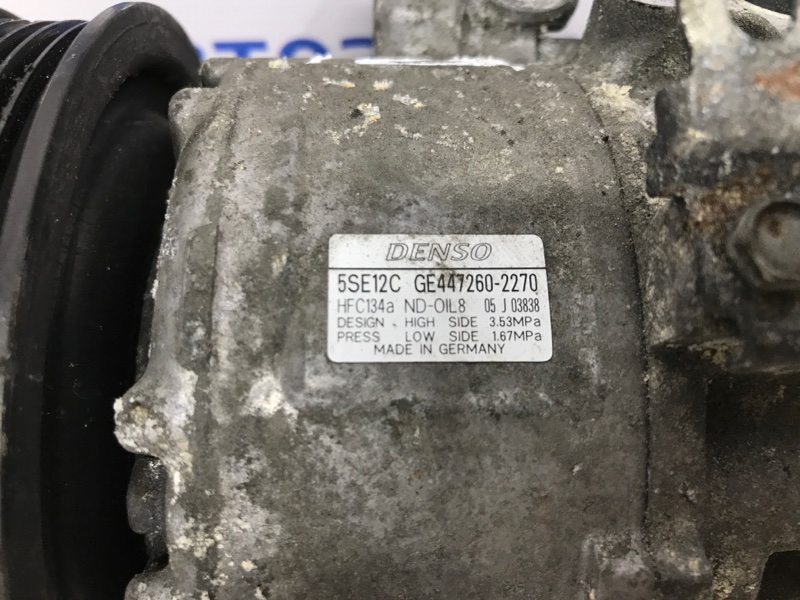 DENSO
5SE12C GE447260-2270
HFC134a ND-OIL8 05 J 03838
DESIGN HIGH SIDE 3.53MPa
PRESS LOW SIDE 1.67MPa
MADE IN GERMANY